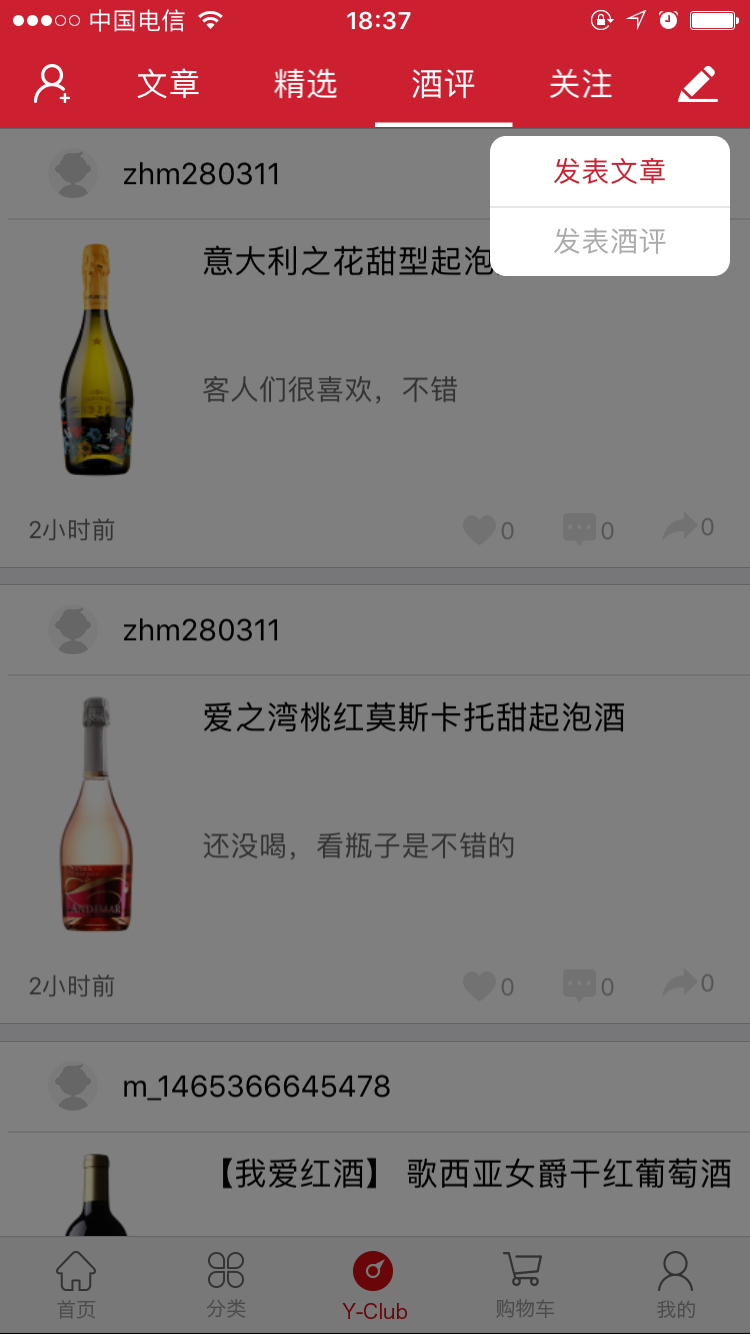 中国电信 18:37
文章 精选 酒评 关注
发表文章
发表酒评
zhm280311
意大利之花甜型起泡
客人们很喜欢，不错
2小时前 0 0 0
zhm280311
爱之湾桃红莫斯卡托甜起泡酒
ANDIMAR
还没喝，看瓶子是不错的
2小时前 0 0 0
m_1465366645478
【我爱红酒】 歌西亚女爵干红葡萄酒
首页 分类 Y-Club 购物车 我的